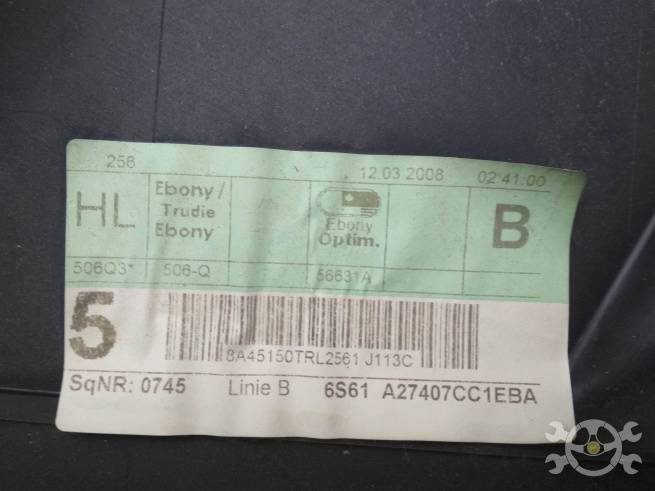 256 12.03.2008 02:41:00
HL Ebony / Trudie Ebony Ebony Optim. B
506Q3* 506-Q 56631A
5
8A45150TRL2561 J113C
SqNR: 0745 Linie B 6S61 A27407CC1EBA